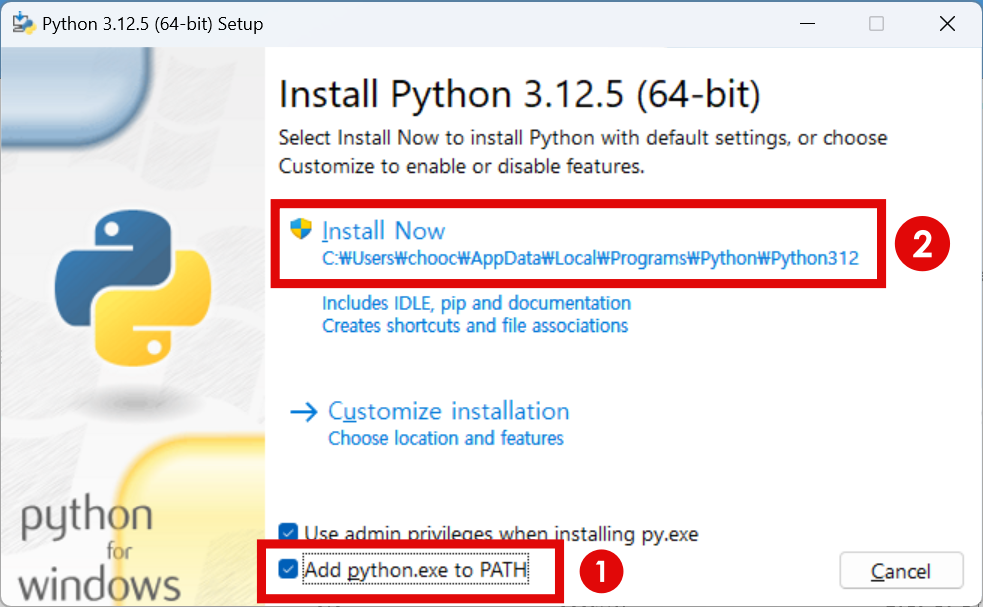 Python 3.12.5 (64-bit) Setup
Install Python 3.12.5 (64-bit)
Select Install Now to install Python with default settings, or choose
Customize to enable or disable features.
Install Now
C:₩Users₩chooc₩AppData₩Local₩Programs₩Python₩Python312
2
Includes IDLE, pip and documentation
Creates shortcuts and file associations
Customize installation
Choose location and features
Use admin privileges when installing py.exe
Add python.exe to PATH
1
Cancel
python
for
windows